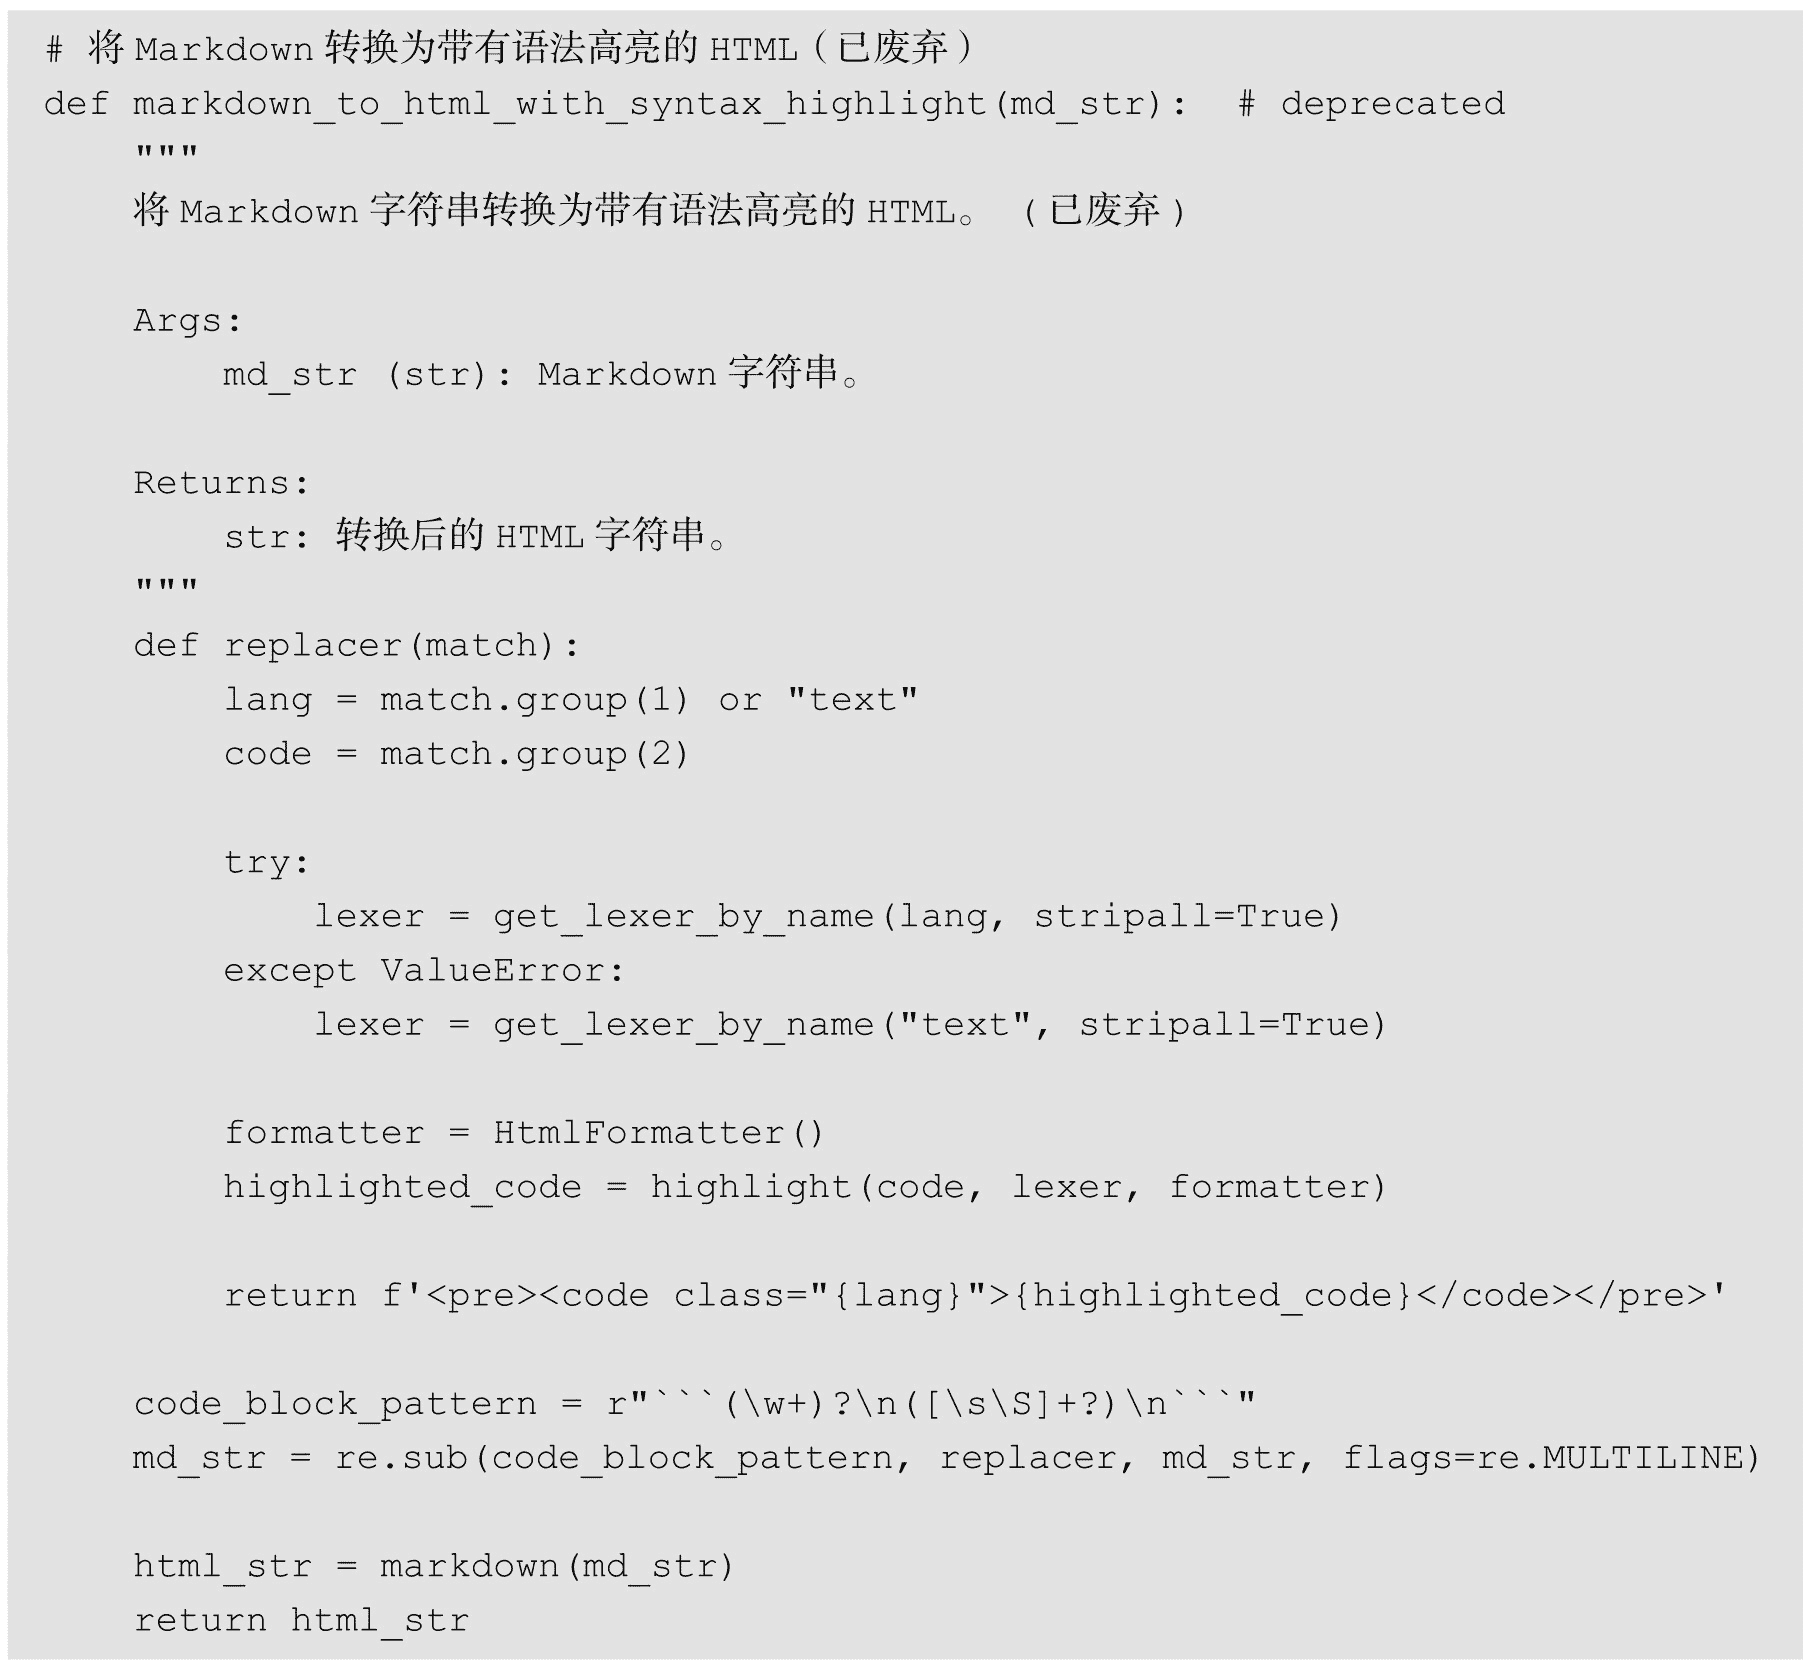 # 将 Markdown 转换为带有语法高亮的 HTML（已废弃）
def markdown_to_html_with_syntax_highlight(md_str):  # deprecated
    """
    将 Markdown 字符串转换为带有语法高亮的 HTML。（已废弃）

    Args:
        md_str (str): Markdown 字符串。

    Returns:
        str: 转换后的 HTML 字符串。
    """
    def replacer(match):
        lang = match.group(1) or "text"
        code = match.group(2)

        try:
            lexer = get_lexer_by_name(lang, stripall=True)
        except ValueError:
            lexer = get_lexer_by_name("text", stripall=True)

        formatter = HtmlFormatter()
        highlighted_code = highlight(code, lexer, formatter)

        return f'<pre><code class="{lang}">{highlighted_code}</code></pre>'

    code_block_pattern = r"```(\w+)?\n([\s\S]+?)\n```"
    md_str = re.sub(code_block_pattern, replacer, md_str, flags=re.MULTILINE)

    html_str = markdown(md_str)
    return html_str